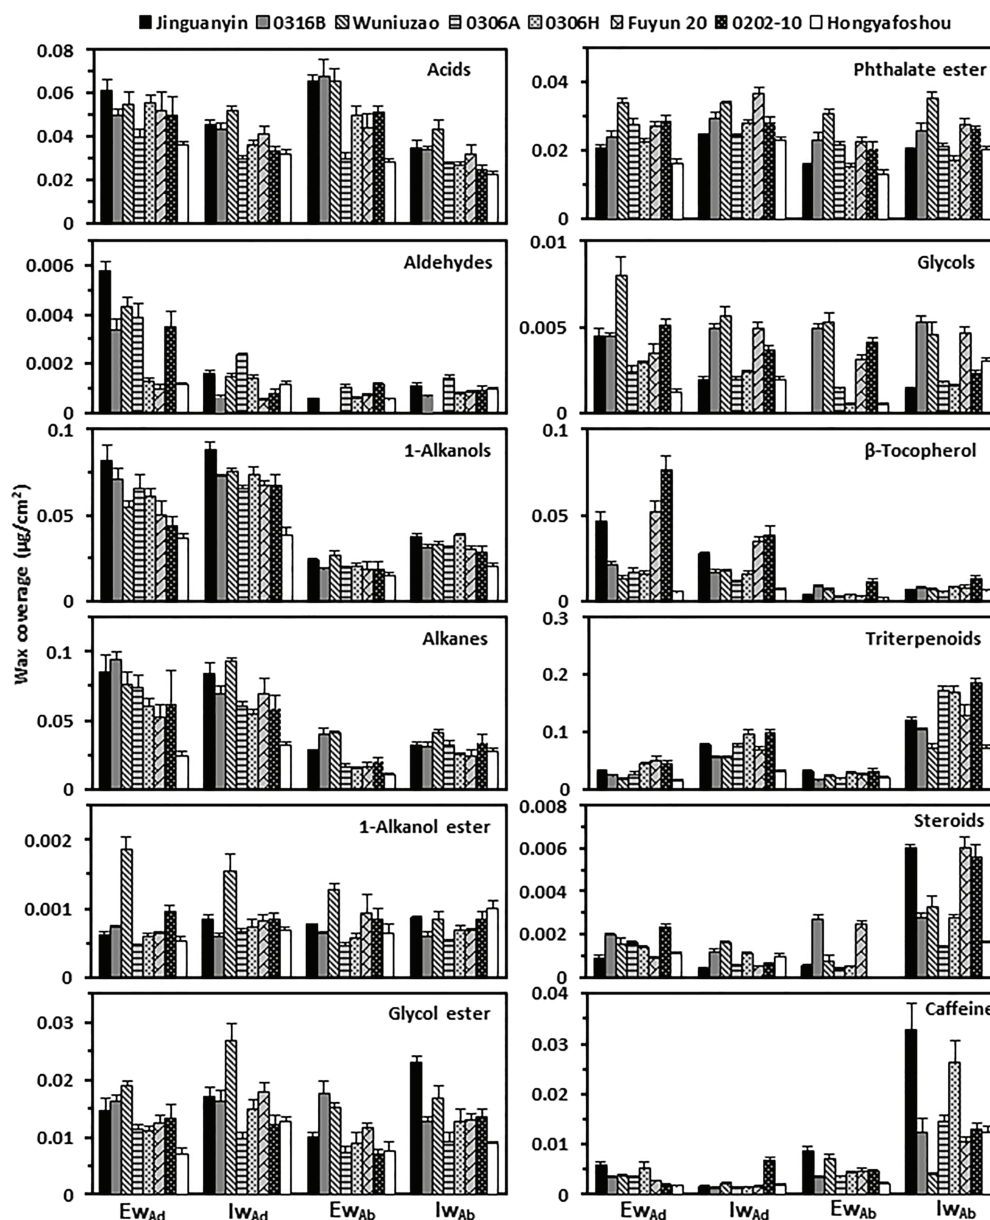 Jinguanyin 0316B Wuniuzao 0306A 0306H Fuyun 20 0202-10 Hongyafoshou
Wax coverage (µg/cm²)
Acids
0.08
0.06
0.04
0.02
0
Phthalate ester
0.04
0.02
0
Aldehydes
0.006
0.004
0.002
0
Glycols
0.01
0.005
0
1-Alkanols
0.1
0.05
0
β-Tocopherol
0.1
0.05
0
Alkanes
0.1
0.05
0
Triterpenoids
0.3
0.2
0.1
0
1-Alkanol ester
0.002
0.001
0
Steroids
0.008
0.006
0.004
0.002
0
Glycol ester
0.03
0.02
0.01
0
Caffeine
0.04
0.03
0.02
0.01
0
EwAd IwAd EwAb IwAb
EwAd IwAd EwAb IwAb